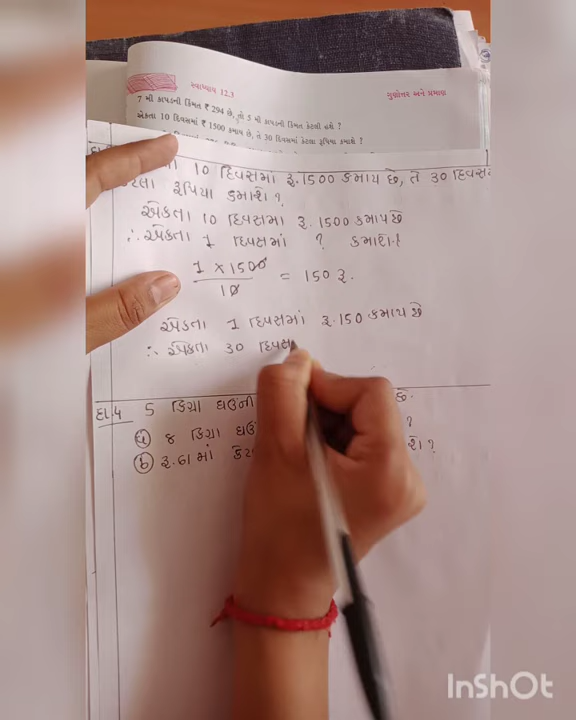 સ્વાધ્યાય 12.3
ગુણોત્તર અને પ્રમાણ
7 મી કાપડની કિંમત ₹ 294 છે, તો 5 મી કાપડની કિંમત કેટલી હશે ?
એકતા 10 દિવસમાં ₹ 1500 કમાય છે, તે 30 દિવસમાં કેટલા રૂપિયા કમાશે ?
10 દિવસમાં રૂ.1500 કમાય છે, તે 30 દિવસ
કેટલા રૂપિયા કમાશે?
એકતા 10 દિવસમાં રૂ. 1500 કમાય છે
∴ એકતા 1 દિવસમાં ? કમાશે?
1 × 1500
/ 10 = 150 રૂ.
એકતા 1 દિવસમાં રૂ.150 કમાય છે
∴ એકતા 30 દિવસ
દા.4 5 કિગ્રા ઘઉંની છે.
(a) 8 કિગ્રા ઘઉં ?
(b) રૂ.61 માં કેટ શે?
InShOt